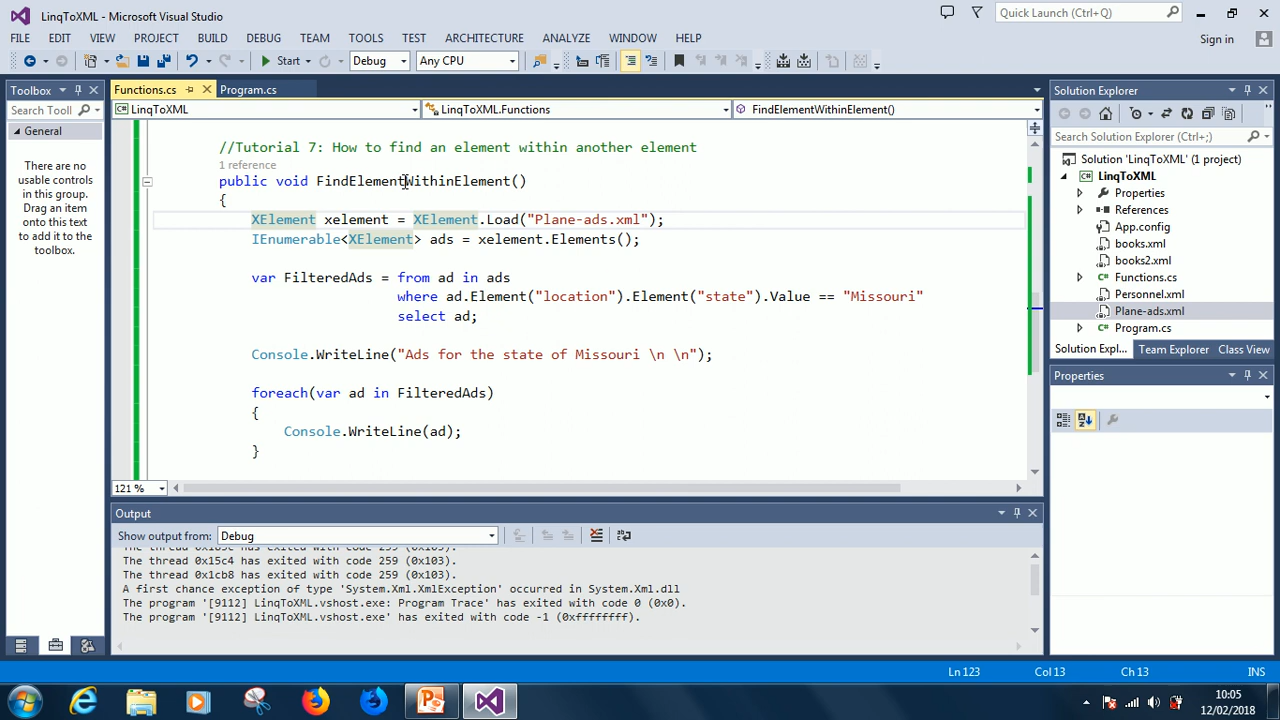 LinqToXML - Microsoft Visual Studio
Quick Launch (Ctrl+Q)
FILE EDIT VIEW PROJECT BUILD DEBUG TEAM TOOLS TEST ARCHITECTURE ANALYZE WINDOW HELP
Sign in
Start Debug Any CPU
Toolbox
Search Tooll
General
There are no
usable controls
in this group.
Drag an item
onto this text
to add it to the
toolbox.
Functions.cs Program.cs
LinqToXML LinqToXML.Functions FindElementWithinElement()
//Tutorial 7: How to find an element within another element
1 reference
public void FindElementWithinElement()
{
XElement xelement = XElement.Load("Plane-ads.xml");
IEnumerable<XElement> ads = xelement.Elements();
var FilteredAds = from ad in ads
where ad.Element("location").Element("state").Value == "Missouri"
select ad;
Console.WriteLine("Ads for the state of Missouri \n \n");
foreach(var ad in FilteredAds)
{
Console.WriteLine(ad);
}
121 %
Output
Show output from: Debug
The thread 0x15c4 has exited with code 259 (0x103).
The thread 0x1cb8 has exited with code 259 (0x103).
A first chance exception of type 'System.Xml.XmlException' occurred in System.Xml.dll
The program '[9112] LinqToXML.vshost.exe: Program Trace' has exited with code 0 (0x0).
The program '[9112] LinqToXML.vshost.exe' has exited with code -1 (0xffffffff).
Solution Explorer
Search Solution Explorer (Ctrl+;)
Solution 'LinqToXML' (1 project)
LinqToXML
Properties
References
App.config
books.xml
books2.xml
Functions.cs
Personnel.xml
Plane-ads.xml
Program.cs
Solution Expl... Team Explorer Class View
Properties
Ln 123 Col 13 Ch 13 INS
10:05
12/02/2018